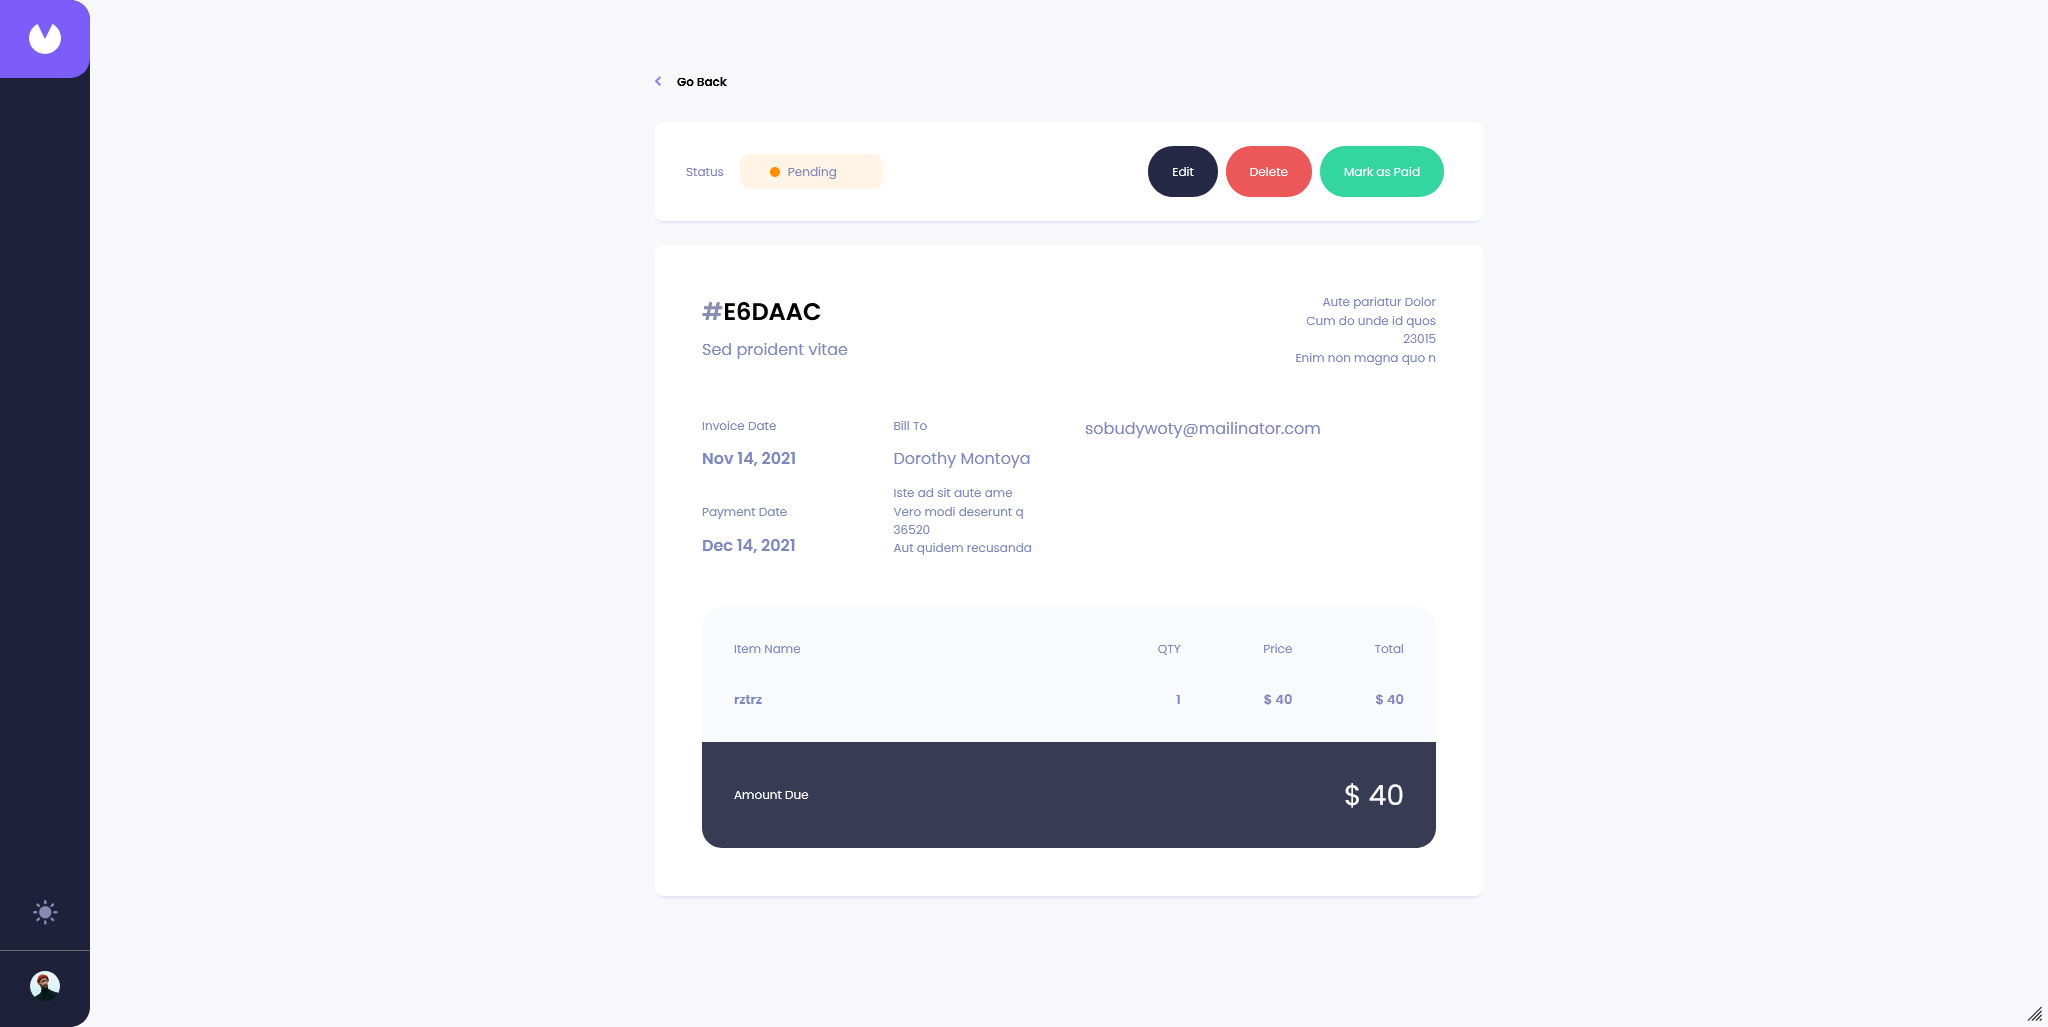 Go Back
Status
Pending
Edit
Delete
Mark as Paid
#E6DAAC
Sed proident vitae
Aute pariatur Dolor
Cum do unde id quos
23015
Enim non magna quo n
Invoice Date
Nov 14, 2021
Payment Date
Dec 14, 2021
Bill To
Dorothy Montoya
Iste ad sit aute ame
Vero modi deserunt q
36520
Aut quidem recusanda
sobudywoty@mailinator.com
Item Name QTY Price Total
rztrz 1 $ 40 $ 40
Amount Due $ 40